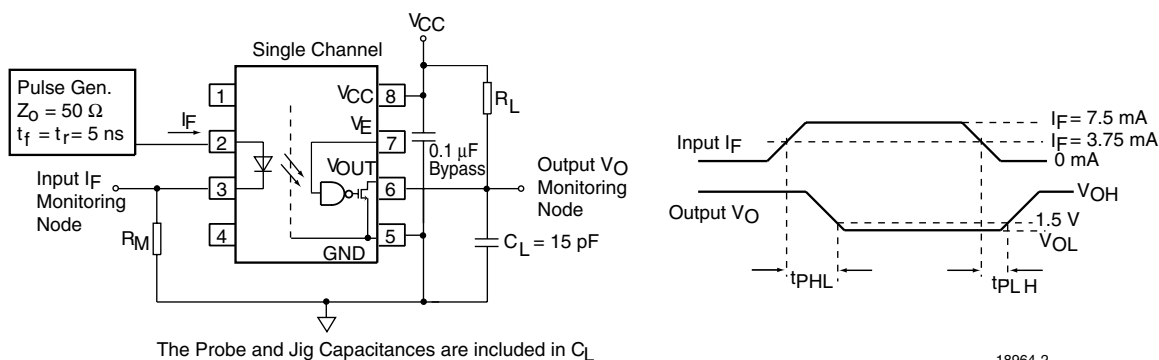 VCC
Single Channel
Pulse Gen.
Zo = 50 Ω
tf = tr = 5 ns
IF
1
2
3
4
VCC
8
VE
7
VOUT
6
GND
5
RL
0.1 µF
Bypass
Input IF
Monitoring
Node
RM
Output VO
Monitoring
Node
CL = 15 pF
The Probe and Jig Capacitances are included in CL
Input IF
IF = 7.5 mA
IF = 3.75 mA
0 mA
Output VO
VOH
1.5 V
VOL
tPHL
tPLH
18964-2